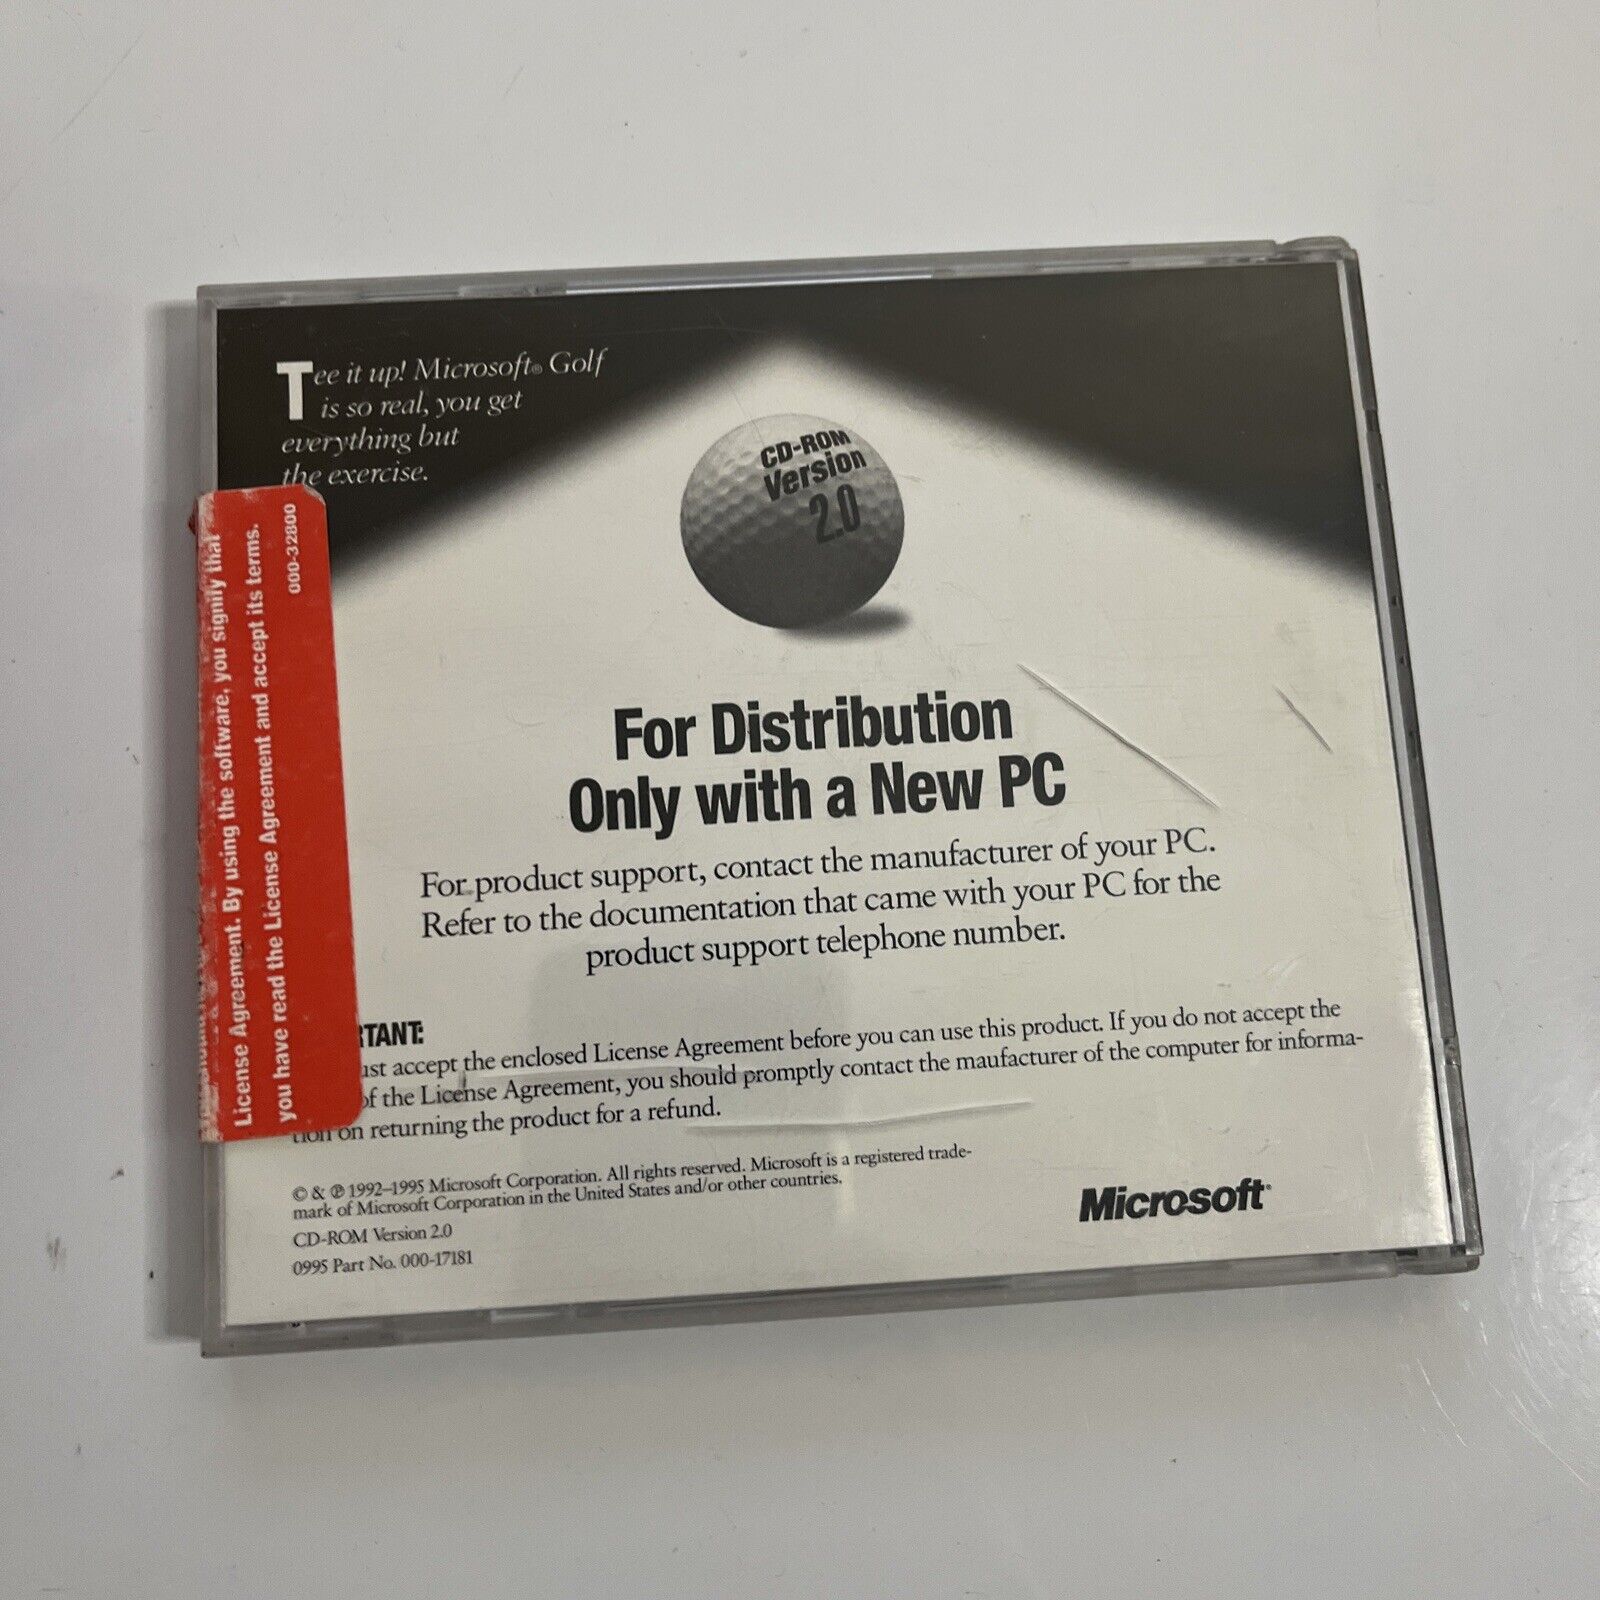 Tee it up! Microsoft® Golf
is so real, you get
everything but
the exercise.
CD-ROM
Version
2.0
For Distribution
Only with a New PC
For product support, contact the manufacturer of your PC.
Refer to the documentation that came with your PC for the
product support telephone number.
RTANT:
ust accept the enclosed License Agreement before you can use this product. If you do not accept the
of the License Agreement, you should promptly contact the maufacturer of the computer for informa-
tion on returning the product for a refund.
© & ℗ 1992–1995 Microsoft Corporation. All rights reserved. Microsoft is a registered trade-
mark of Microsoft Corporation in the United States and/or other countries.
CD-ROM Version 2.0
0995 Part No. 000-17181
Microsoft®
License Agreement. By using the software, you signify that
you have read the License Agreement and accept its terms.
000-32800